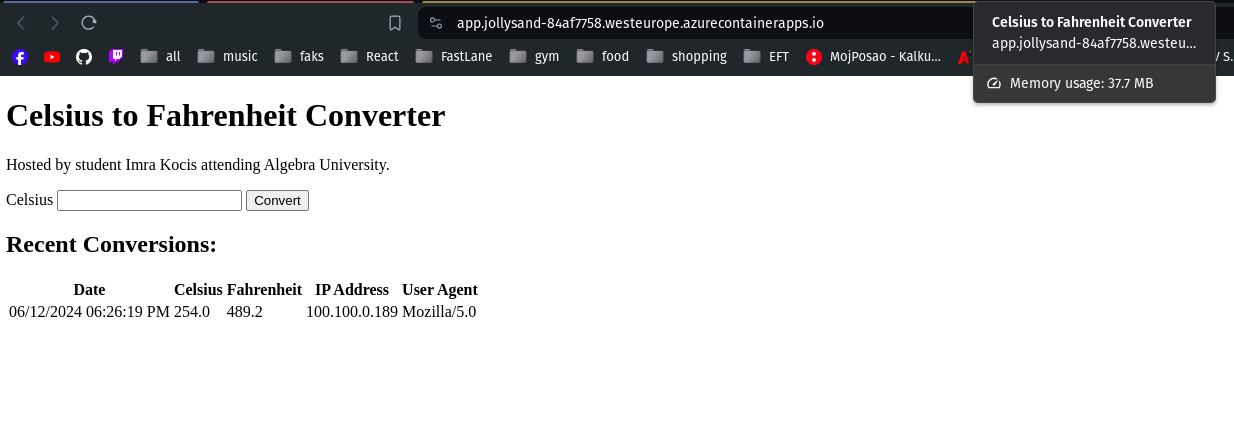 app.jollysand-84af7758.westeurope.azurecontainerapps.io
Celsius to Fahrenheit Converter
app.jollysand-84af7758.westeu...
Memory usage: 37.7 MB
all music faks React FastLane gym food shopping EFT MojPosao - Kalku...
Celsius to Fahrenheit Converter
Hosted by student Imra Kocis attending Algebra University.
Celsius Convert
Recent Conversions:
Date Celsius Fahrenheit IP Address User Agent
06/12/2024 06:26:19 PM 254.0 489.2 100.100.0.189 Mozilla/5.0